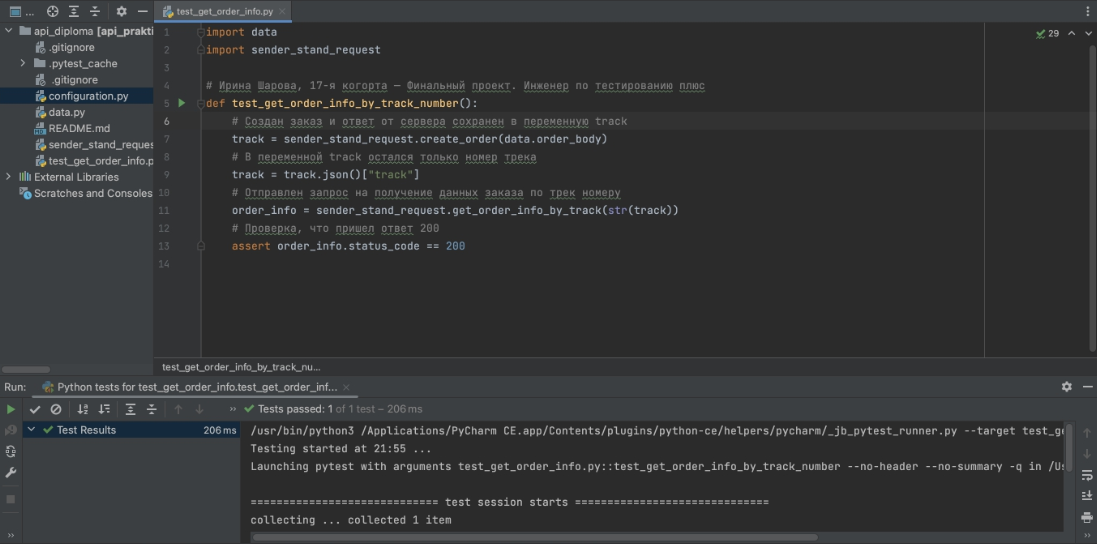 ...
test_get_order_info.py
api_diploma [api_prakti
.gitignore
.pytest_cache
.gitignore
configuration.py
data.py
README.md
sender_stand_reques
test_get_order_info.p
External Libraries
Scratches and Consoles
29
1 import data
2 import sender_stand_request
3
4 # Ирина Шарова, 17-я когорта — Финальный проект. Инженер по тестированию плюс
5 def test_get_order_info_by_track_number():
6 # Создан заказ и ответ от сервера сохранен в переменную track
7 track = sender_stand_request.create_order(data.order_body)
8 # В переменной track остался только номер трека
9 track = track.json()["track"]
10 # Отправлен запрос на получение данных заказа по трек номеру
11 order_info = sender_stand_request.get_order_info_by_track(str(track))
12 # Проверка, что пришел ответ 200
13 assert order_info.status_code == 200
14
test_get_order_info_by_track_nu...
Run: Python tests for test_get_order_info.test_get_order_inf...
Tests passed: 1 of 1 test – 206 ms
Test Results 206 ms
/usr/bin/python3 /Applications/PyCharm CE.app/Contents/plugins/python-ce/helpers/pycharm/_jb_pytest_runner.py --target test_ge
Testing started at 21:55 ...
Launching pytest with arguments test_get_order_info.py::test_get_order_info_by_track_number --no-header --no-summary -q in /Us
============================= test session starts ==============================
collecting ... collected 1 item